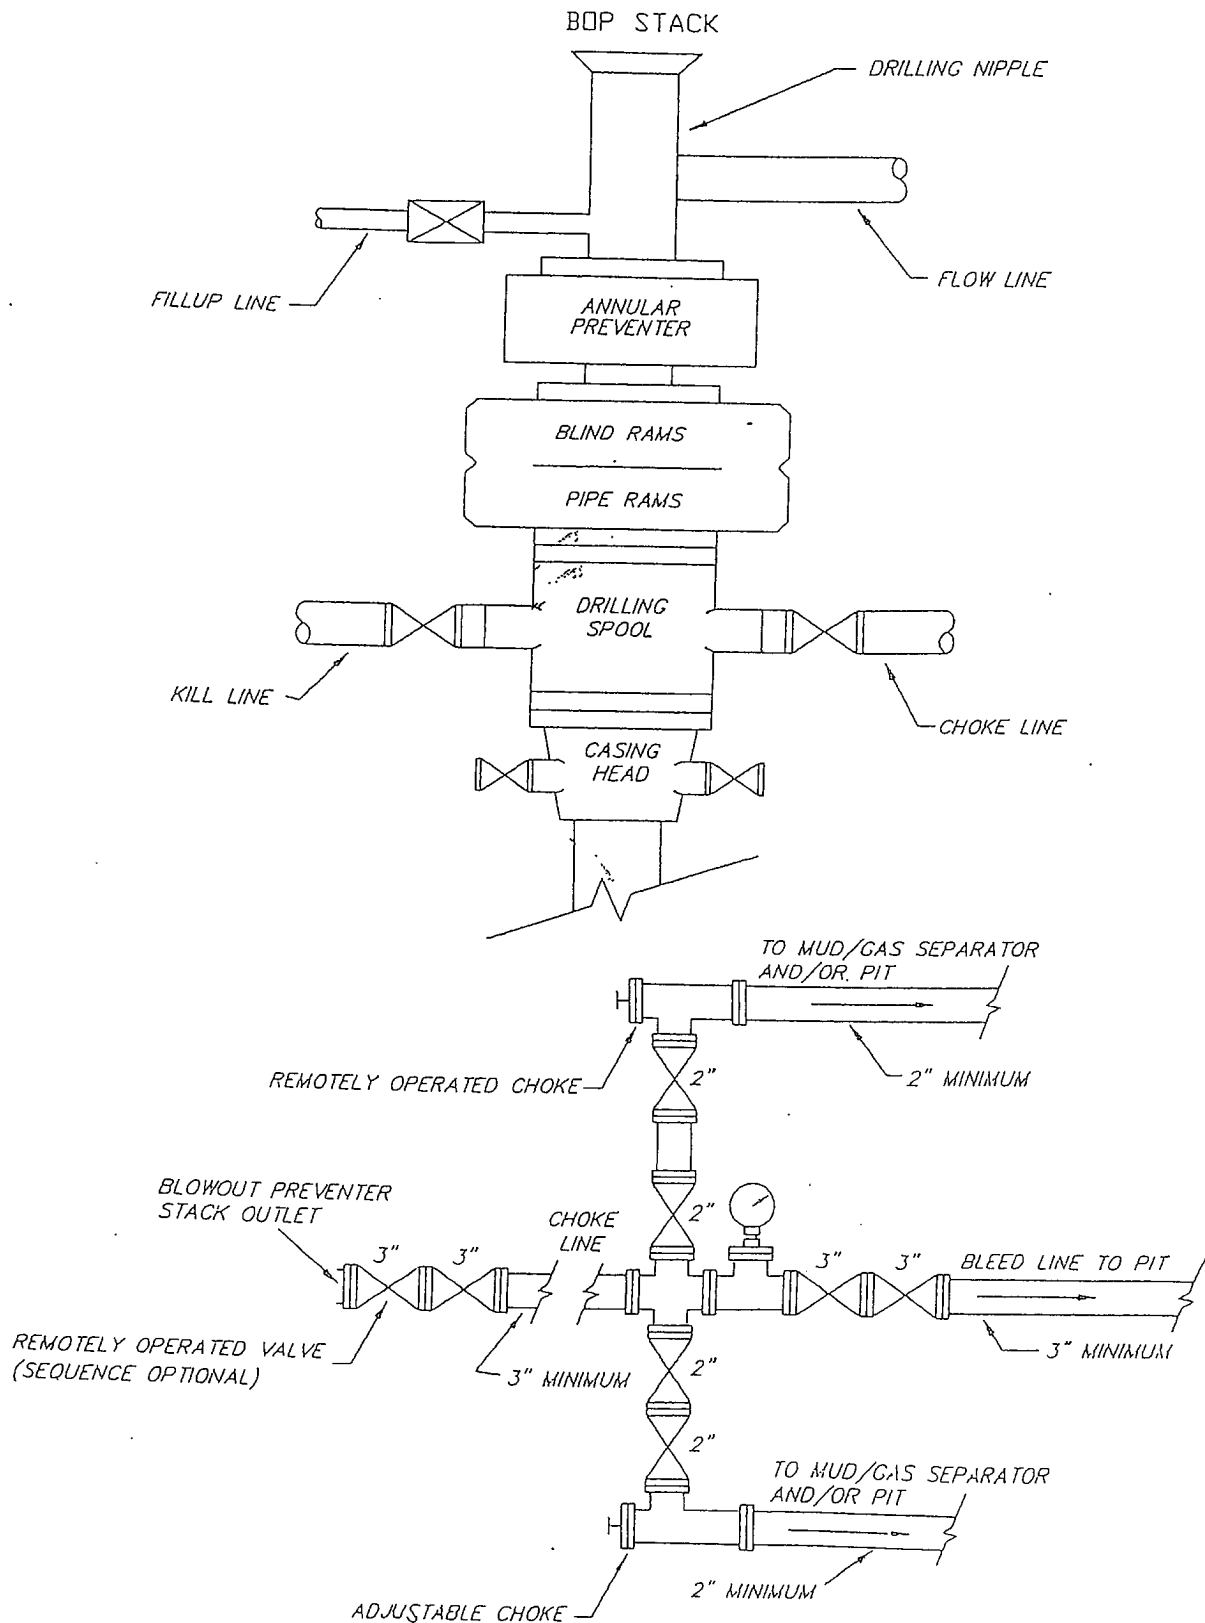 BOP STACK
DRILLING NIPPLE
FILLUP LINE
FLOW LINE
ANNULAR
PREVENTER
BLIND RAMS
PIPE RAMS
DRILLING
SPOOL
KILL LINE
CHOKE LINE
CASING
HEAD
TO MUD/GAS SEPARATOR
AND/OR PIT
REMOTELY OPERATED CHOKE
2"
2" MINIMUM
BLOWOUT PREVENTER
STACK OUTLET
2"
CHOKE
LINE
3"
3"
3"
3"
BLEED LINE TO PIT
REMOTELY OPERATED VALVE
(SEQUENCE OPTIONAL)
3" MINIMUM
2"
3" MINIMUM
2"
TO MUD/GAS SEPARATOR
AND/OR PIT
2" MINIMUM
ADJUSTABLE CHOKE